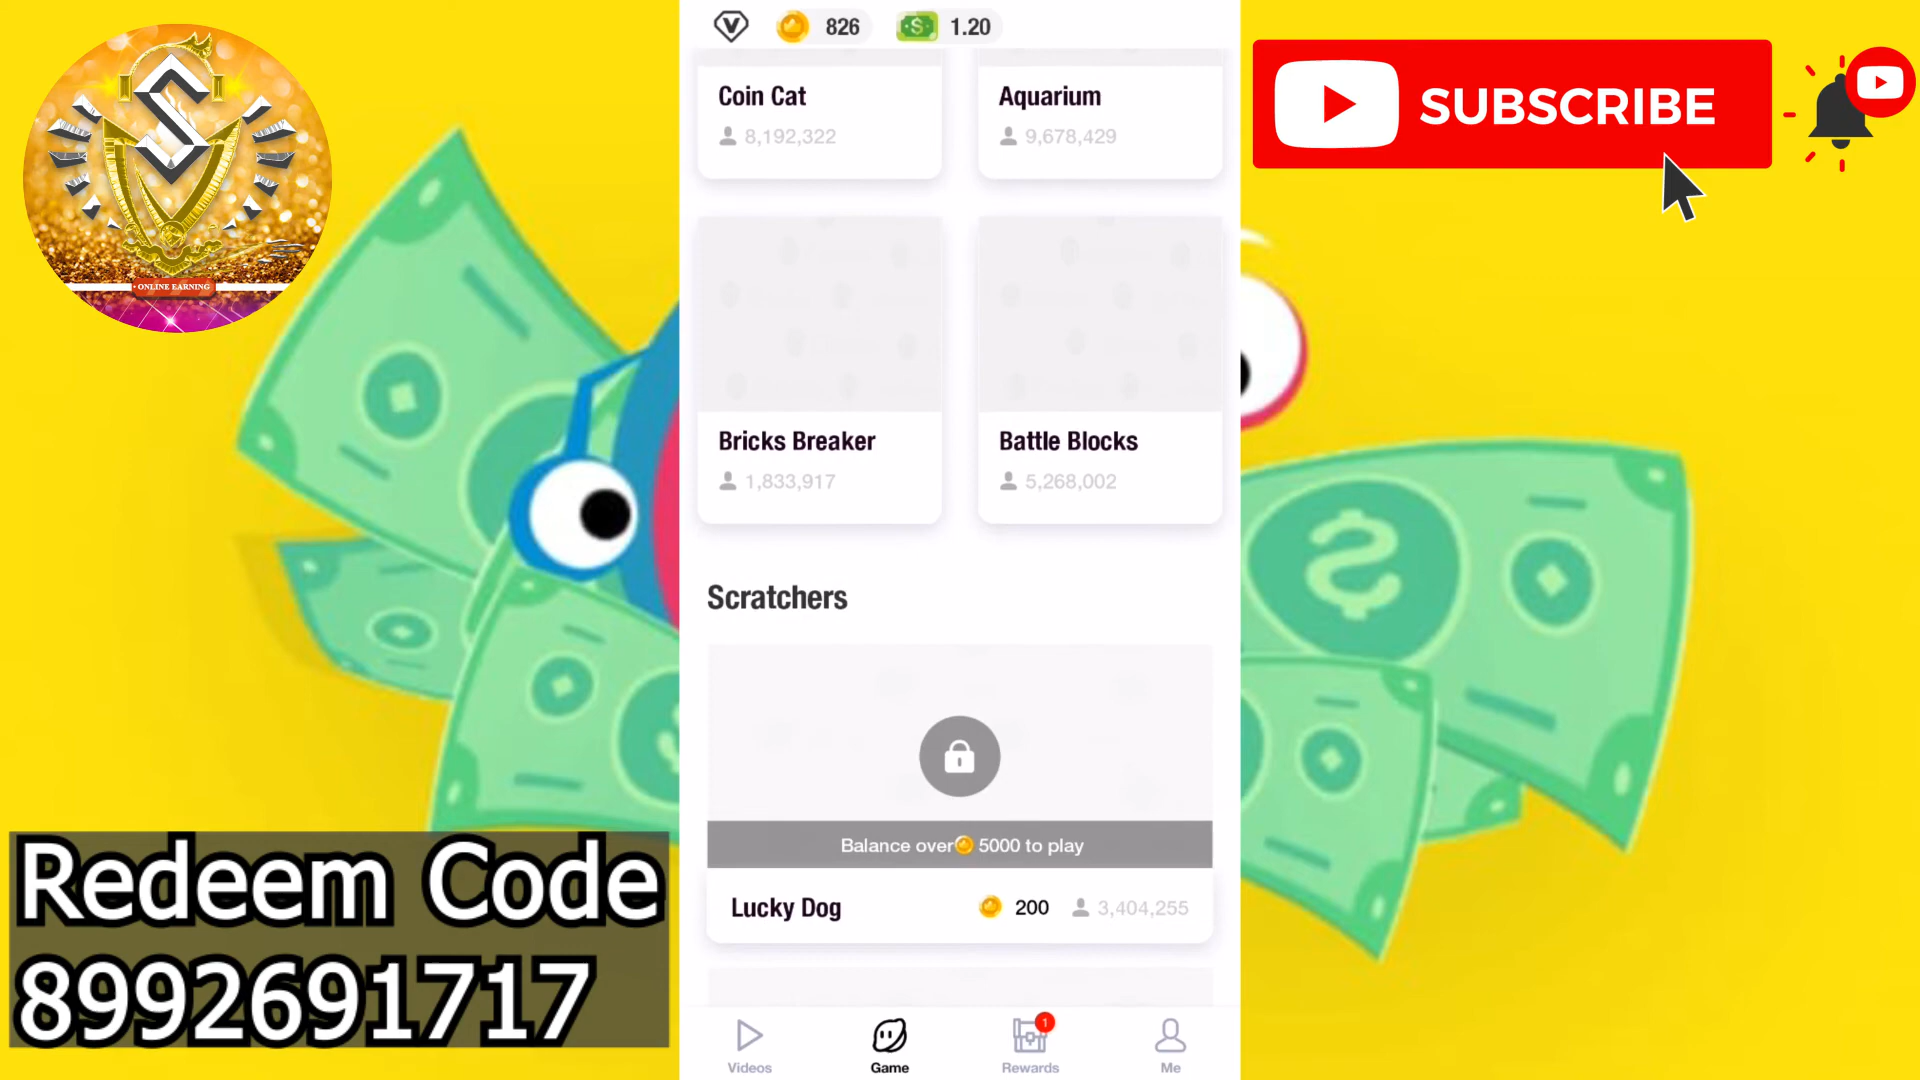 826
1.20
SUBSCRIBE
Coin Cat
8,192,322
Aquarium
9,678,429
Bricks Breaker
1,833,917
Battle Blocks
5,268,002
Scratchers
Balance over 5000 to play
Lucky Dog
200
3,404,255
Videos
Game
1
Rewards
Me
S
ONLINE EARNING
Redeem Code
8992691717